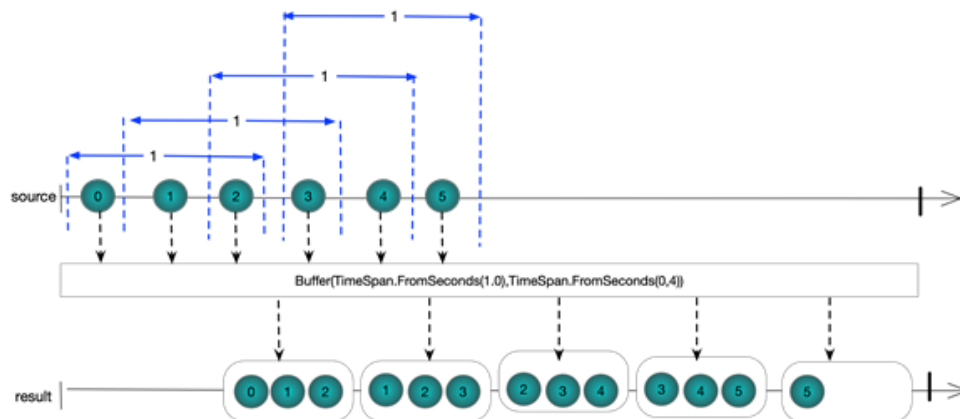 1
1
1
1
source 0 1 2 3 4 5
Buffer(TimeSpan.FromSeconds(1.0),TimeSpan.FromSeconds(0,4))
result 0 1 2 1 2 3 2 3 4 3 4 5 5